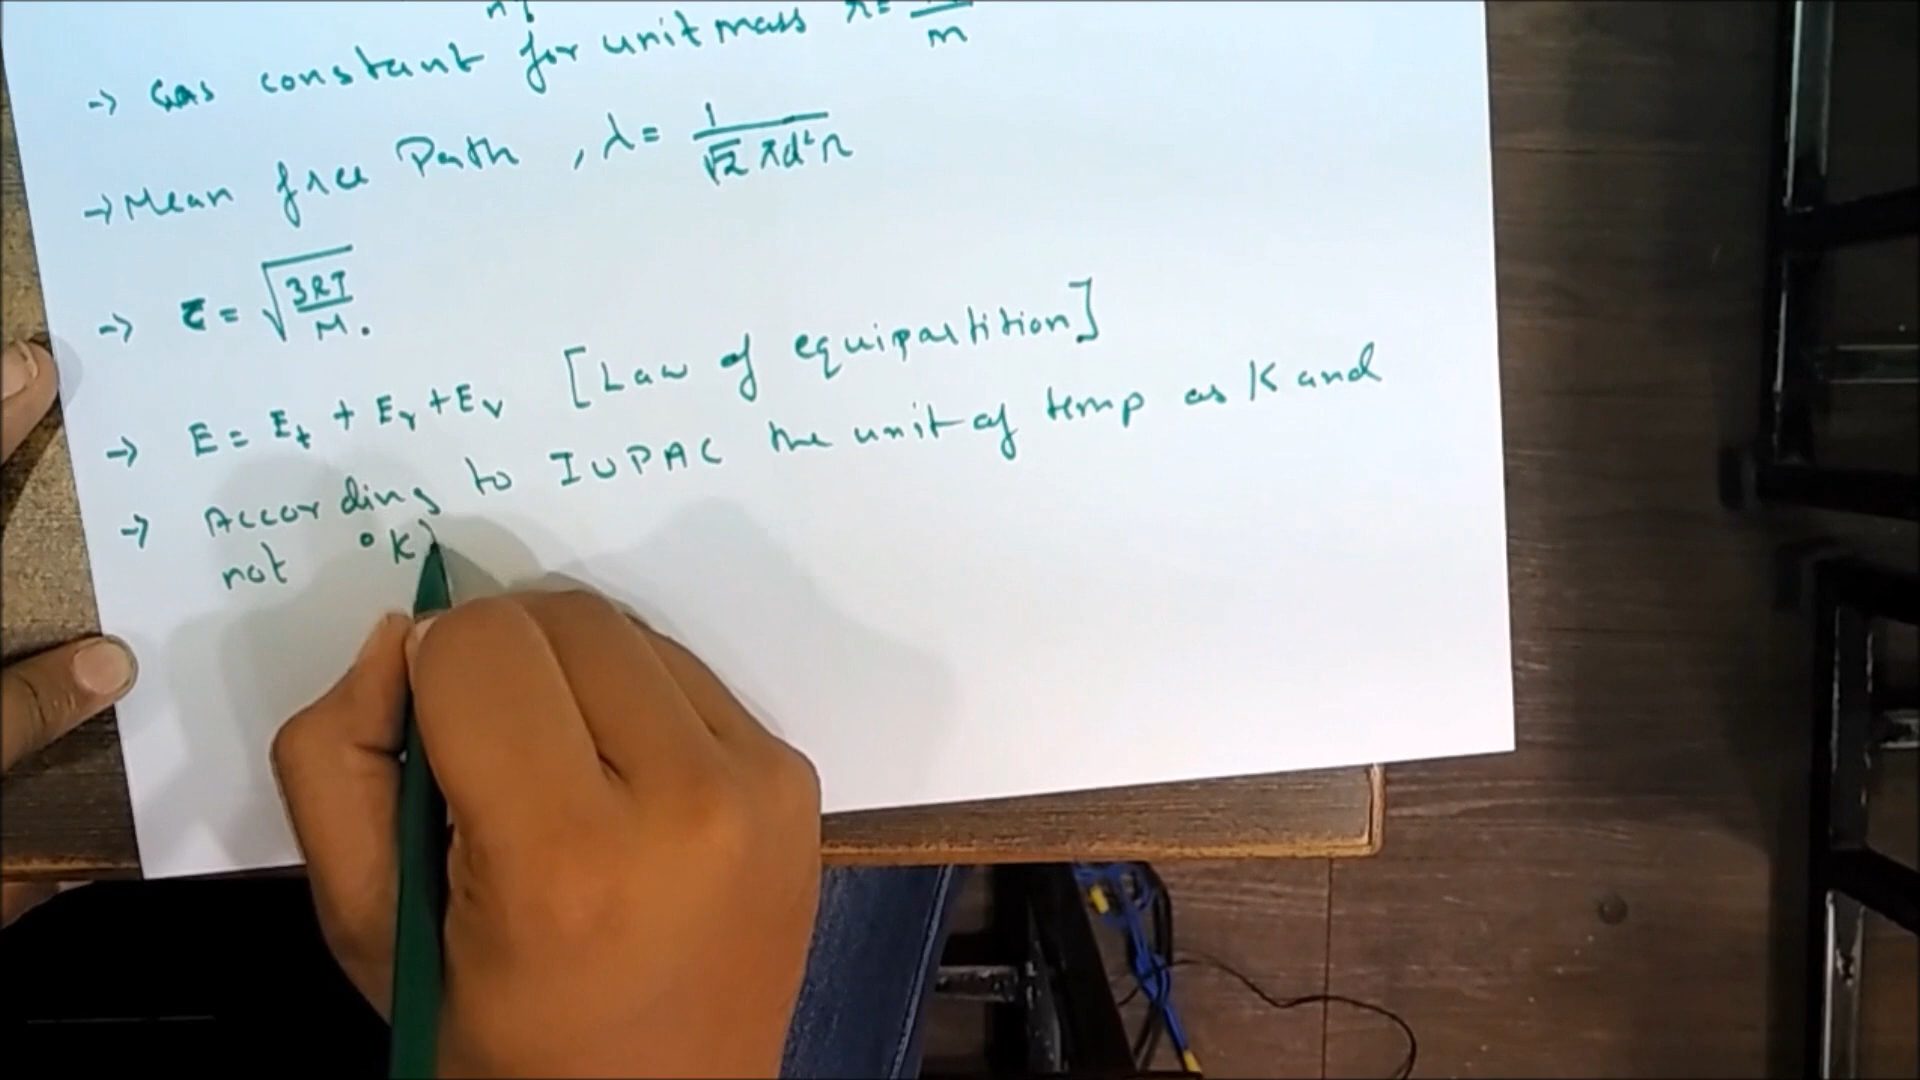 -> Gas constant for unit mass r = / m
-> Mean free Path , λ = 1 / √2 πd²n
-> c̄ = √3RT / M .
-> E = Et + Er + Ev [Law of equipartition]
-> According to IUPAC the unit of temp as K and
not °K